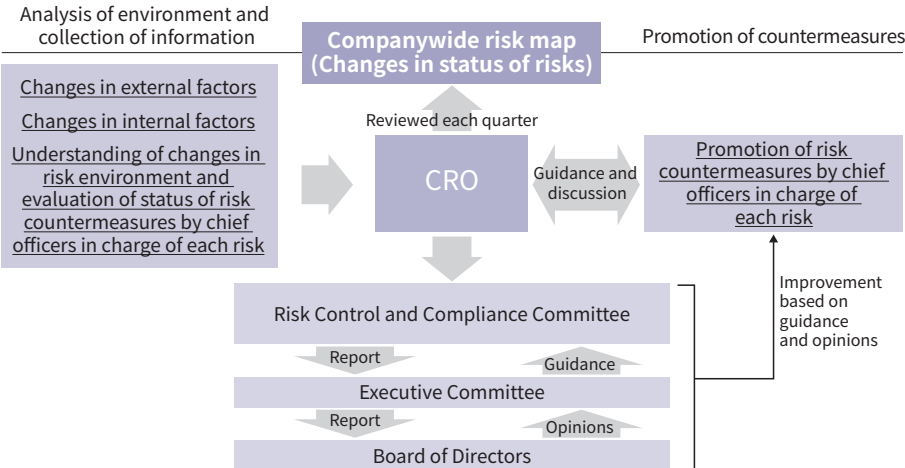 Analysis of environment and
collection of information
Companywide risk map
(Changes in status of risks)
Promotion of countermeasures
Changes in external factors
Changes in internal factors
Understanding of changes in
risk environment and
evaluation of status of risk
countermeasures by chief
officers in charge of each risk
Reviewed each quarter
CRO
Guidance and
discussion
Promotion of risk
countermeasures by chief
officers in charge of
each risk
Improvement
based on
guidance
and opinions
Risk Control and Compliance Committee
Report
Guidance
Executive Committee
Report
Opinions
Board of Directors